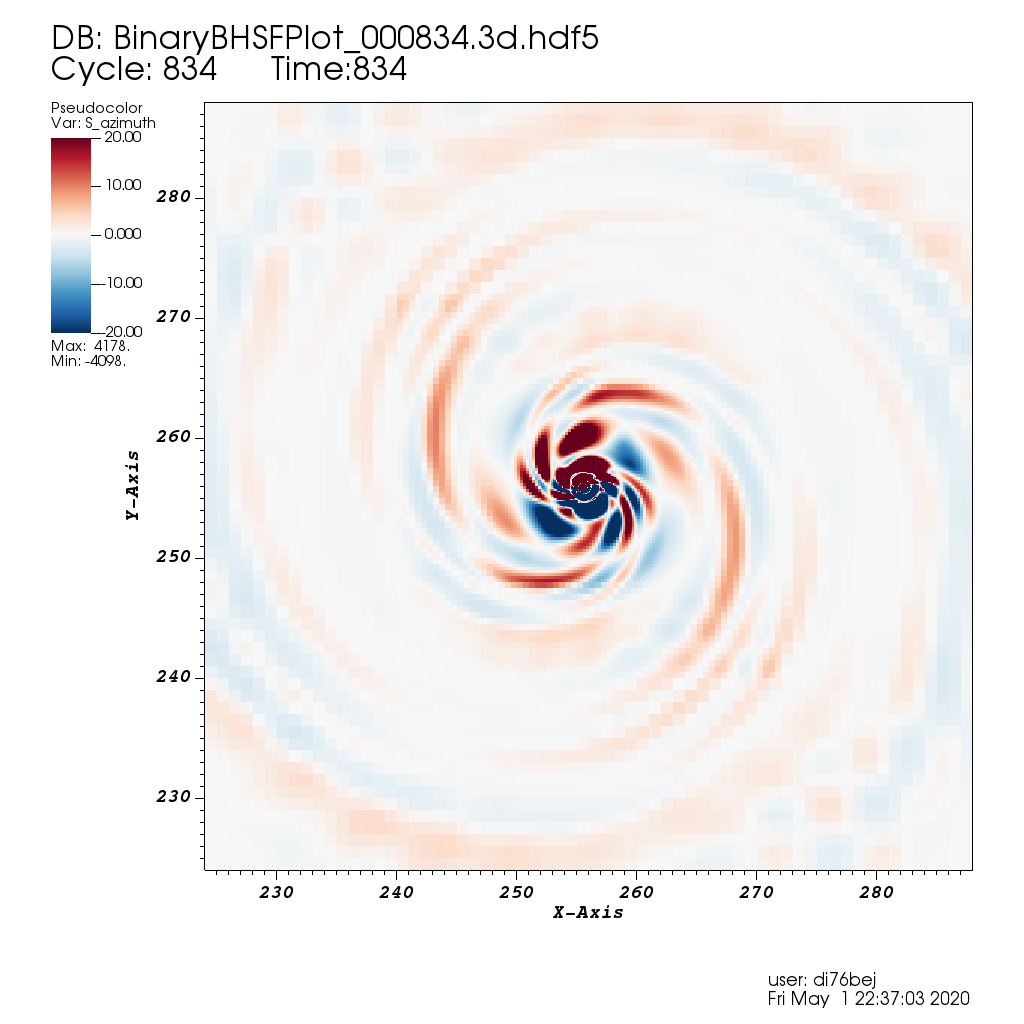 DB: BinaryBHSFPlot_000834.3d.hdf5
Cycle: 834 Time:834
Pseudocolor
Var: S_azimuth
20.00
10.00
0.000
-10.00
-20.00
Max: 4178.
Min: -4098.
280
270
260
250
240
230
Y-Axis
230 240 250 260 270 280
X-Axis
user: di76bej
Fri May 1 22:37:03 2020